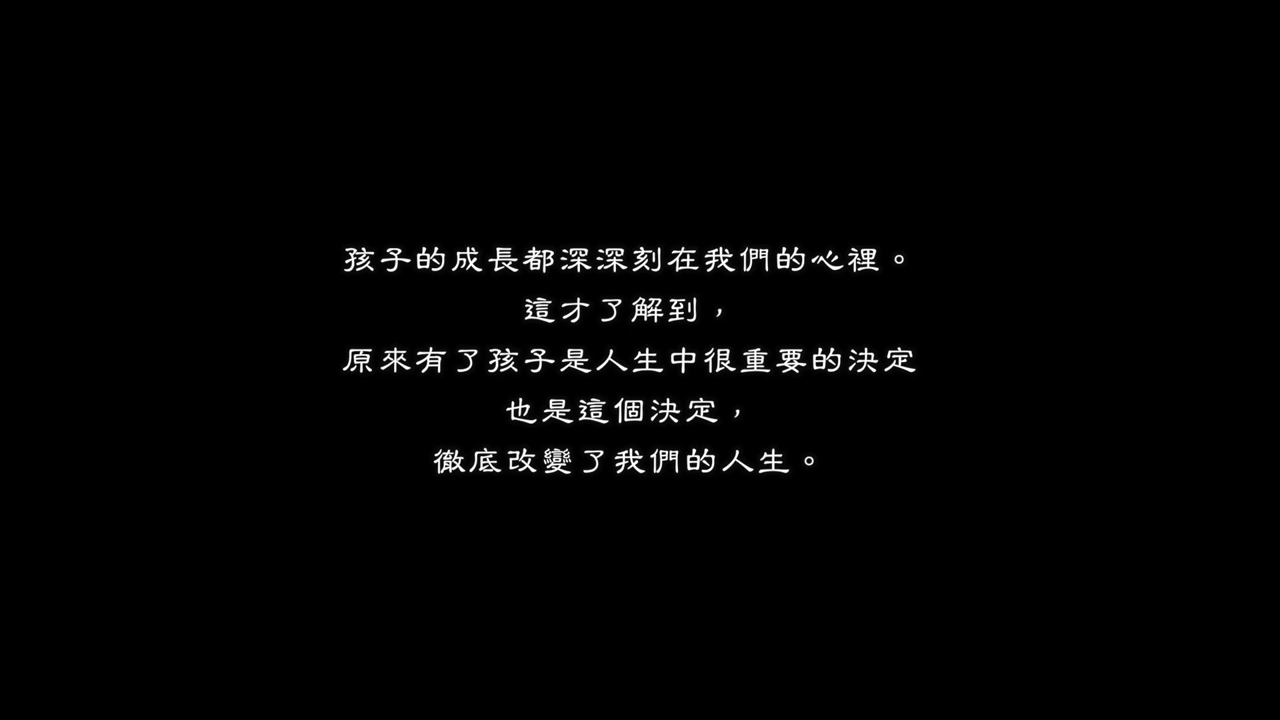 孩子的成長都深深刻在我們的心裡。
這才了解到，
原來有了孩子是人生中很重要的決定
也是這個決定，
徹底改變了我們的人生。